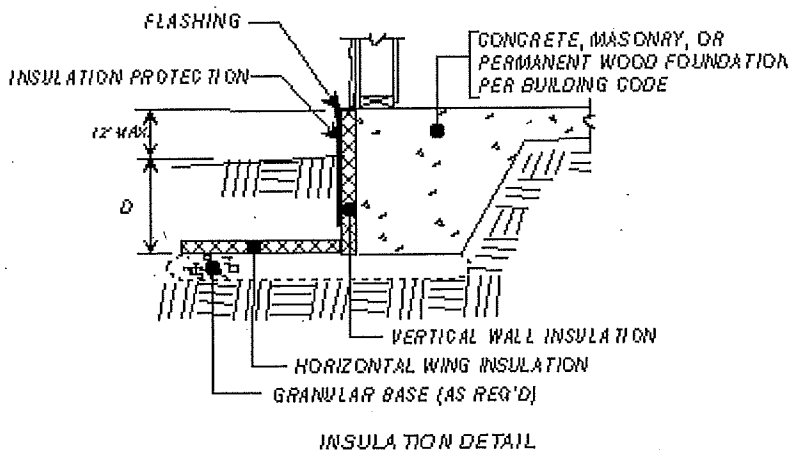 FLASHING
INSULATION PROTECTION
CONCRETE, MASONRY, OR
PERMANENT WOOD FOUNDATION
PER BUILDING CODE
12" MAX.
D
VERTICAL WALL INSULATION
HORIZONTAL WING INSULATION
GRANULAR BASE (AS REQ'D)
INSULATION DETAIL